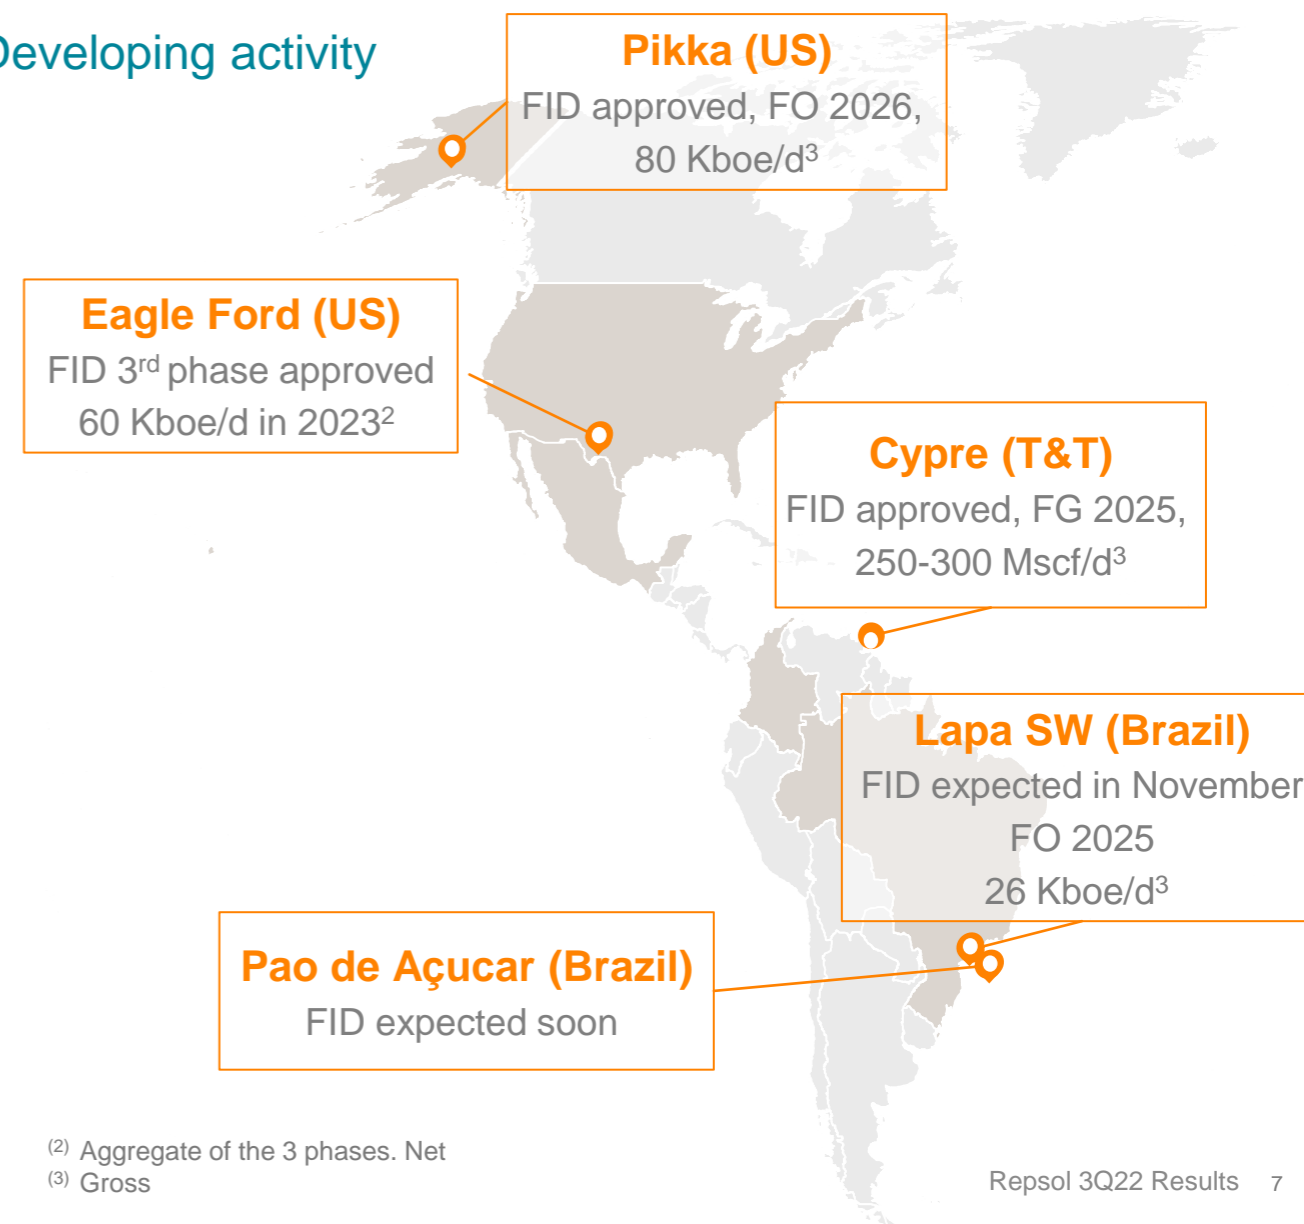 Developing activity
Pikka (US)
FID approved, FO 2026,
80 Kboe/d³
Eagle Ford (US)
FID 3rd phase approved
60 Kboe/d in 2023²
Cypre (T&T)
FID approved, FG 2025,
250-300 Mscf/d³
Lapa SW (Brazil)
FID expected in November
FO 2025
26 Kboe/d³
Pao de Açucar (Brazil)
FID expected soon
(2) Aggregate of the 3 phases. Net
(3) Gross
Repsol 3Q22 Results 7